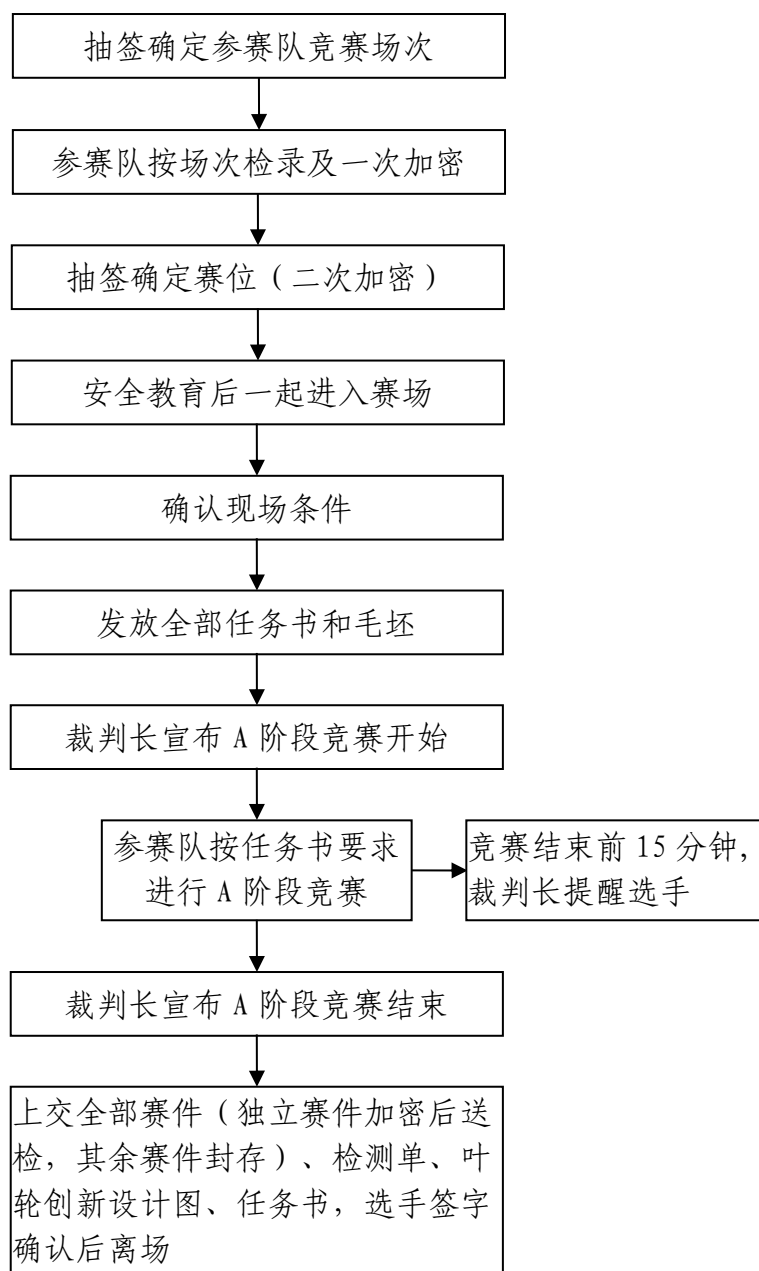 抽签确定参赛队竞赛场次
参赛队按场次检录及一次加密
抽签确定赛位（二次加密）
安全教育后一起进入赛场
确认现场条件
发放全部任务书和毛坯
裁判长宣布 A 阶段竞赛开始
参赛队按任务书要求
进行 A 阶段竞赛
竞赛结束前 15 分钟，
裁判长提醒选手
裁判长宣布 A 阶段竞赛结束
上交全部赛件（独立赛件加密后送
检，其余赛件封存）、检测单、叶
轮创新设计图、任务书，选手签字
确认后离场